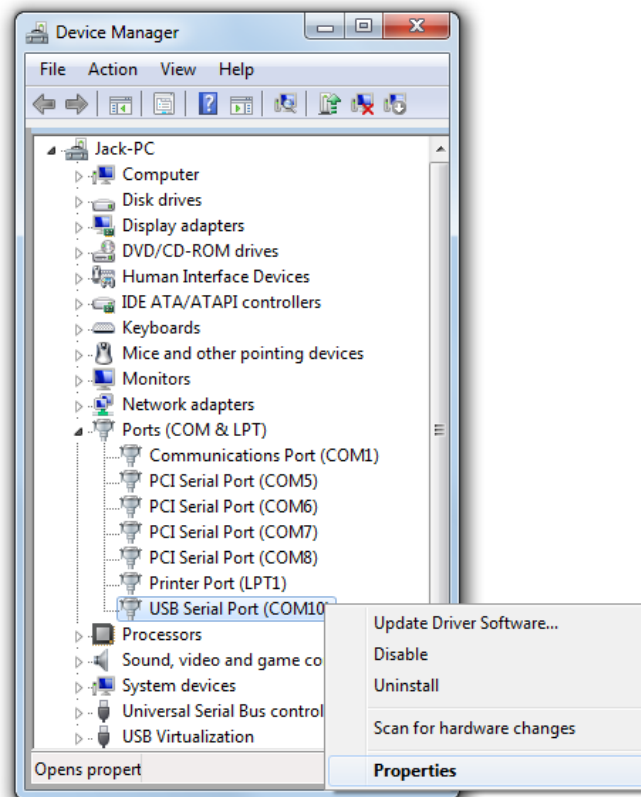 Device Manager
File Action View Help
Jack-PC
Computer
Disk drives
Display adapters
DVD/CD-ROM drives
Human Interface Devices
IDE ATA/ATAPI controllers
Keyboards
Mice and other pointing devices
Monitors
Network adapters
Ports (COM & LPT)
Communications Port (COM1)
PCI Serial Port (COM5)
PCI Serial Port (COM6)
PCI Serial Port (COM7)
PCI Serial Port (COM8)
Printer Port (LPT1)
USB Serial Port (COM10)
Processors
Sound, video and game co
System devices
Universal Serial Bus control
USB Virtualization
Opens propert
Update Driver Software...
Disable
Uninstall
Scan for hardware changes
Properties